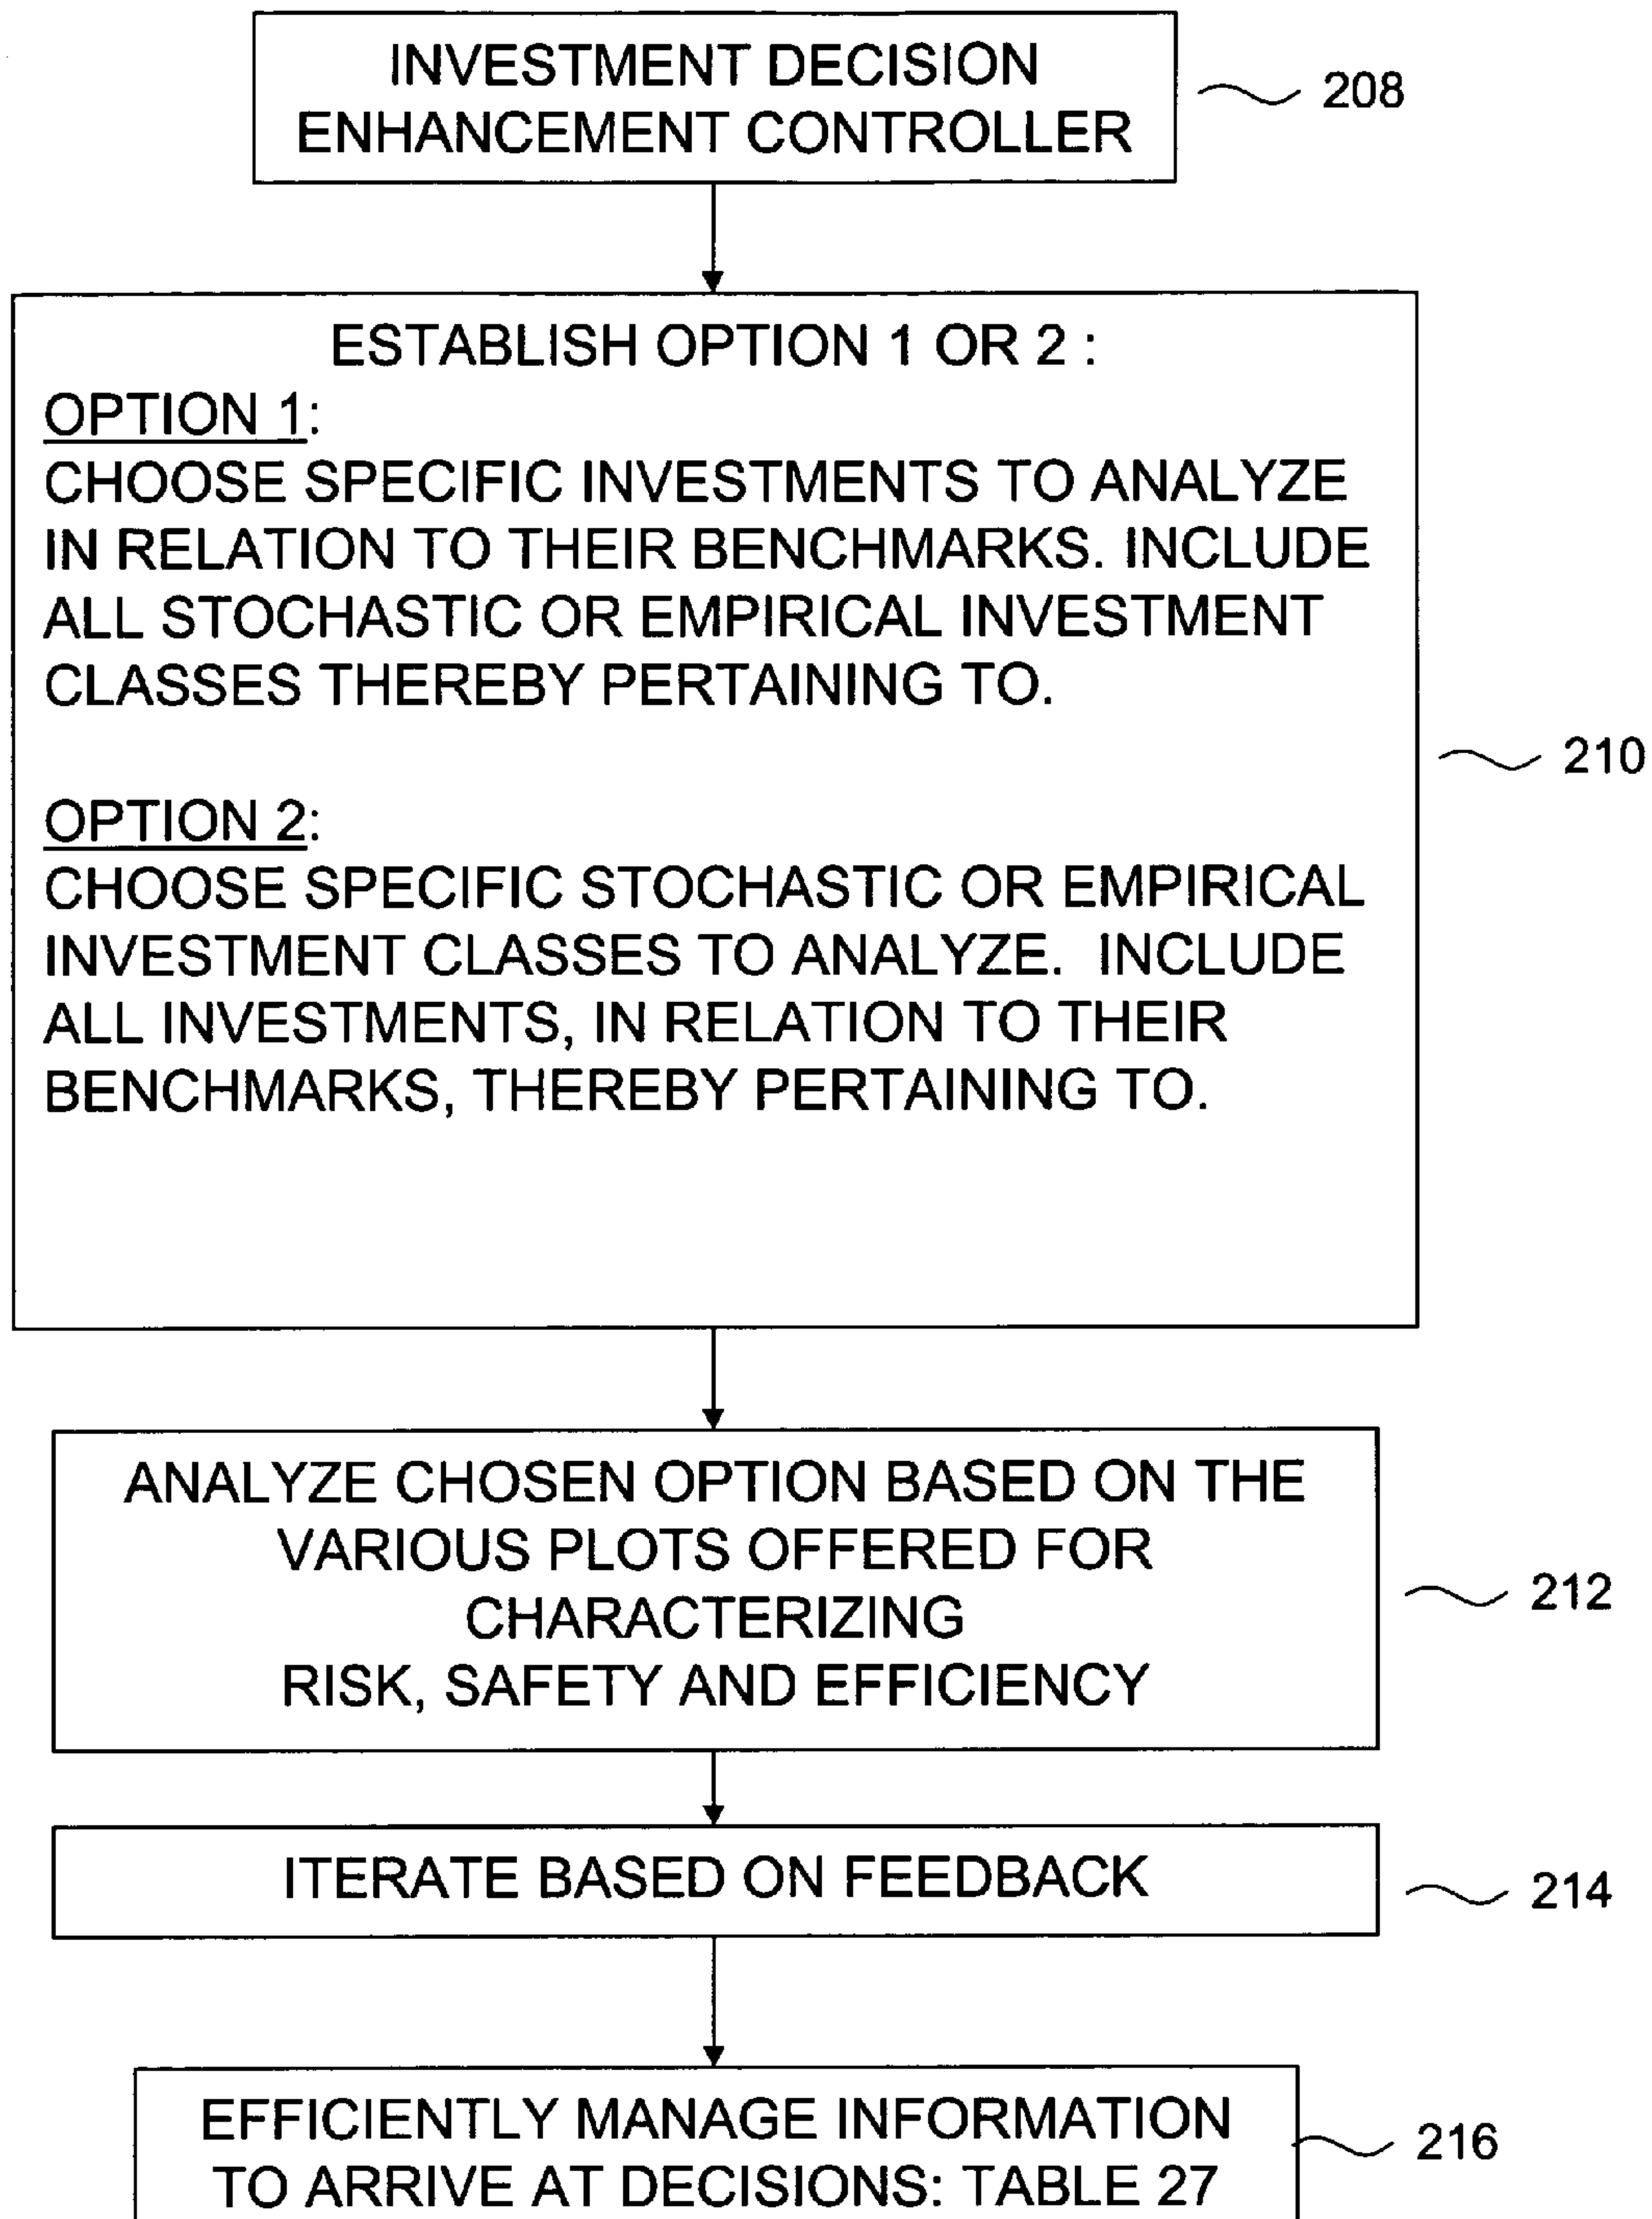 INVESTMENT DECISION
ENHANCEMENT CONTROLLER
208
ESTABLISH OPTION 1 OR 2 :
OPTION 1:
CHOOSE SPECIFIC INVESTMENTS TO ANALYZE
IN RELATION TO THEIR BENCHMARKS. INCLUDE
ALL STOCHASTIC OR EMPIRICAL INVESTMENT
CLASSES THEREBY PERTAINING TO.
210
OPTION 2:
CHOOSE SPECIFIC STOCHASTIC OR EMPIRICAL
INVESTMENT CLASSES TO ANALYZE. INCLUDE
ALL INVESTMENTS, IN RELATION TO THEIR
BENCHMARKS, THEREBY PERTAINING TO.
ANALYZE CHOSEN OPTION BASED ON THE
VARIOUS PLOTS OFFERED FOR
CHARACTERIZING
RISK, SAFETY AND EFFICIENCY
212
ITERATE BASED ON FEEDBACK
214
EFFICIENTLY MANAGE INFORMATION
TO ARRIVE AT DECISIONS: TABLE 27
216